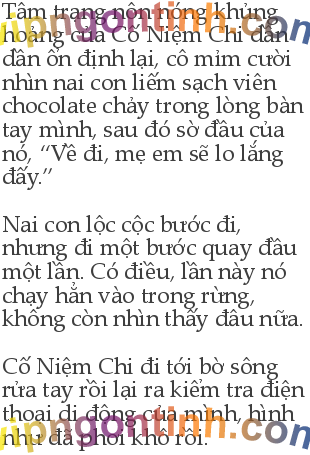 Tâm trạng nôn nóng khủng
hoảng của Cố Niệm Chi dần
dần ổn định lại, cô mỉm cười
nhìn nai con liếm sạch viên
chocolate chảy trong lòng bàn
tay mình, sau đó sờ đầu của
nó, “Về đi, mẹ em sẽ lo lắng
đấy.”
Nai con lộc cộc bước đi,
nhưng đi một bước quay đầu
một lần. Có điều, lần này nó
chạy hẳn vào trong rừng,
không còn nhìn thấy đâu nữa.
Cố Niệm Chi đi tới bờ sông
rửa tay rồi lại ra kiểm tra điện
thoại di động của mình, hình
như đã phơi khô rồi.
vipngontinh.com
vipngontinh.com